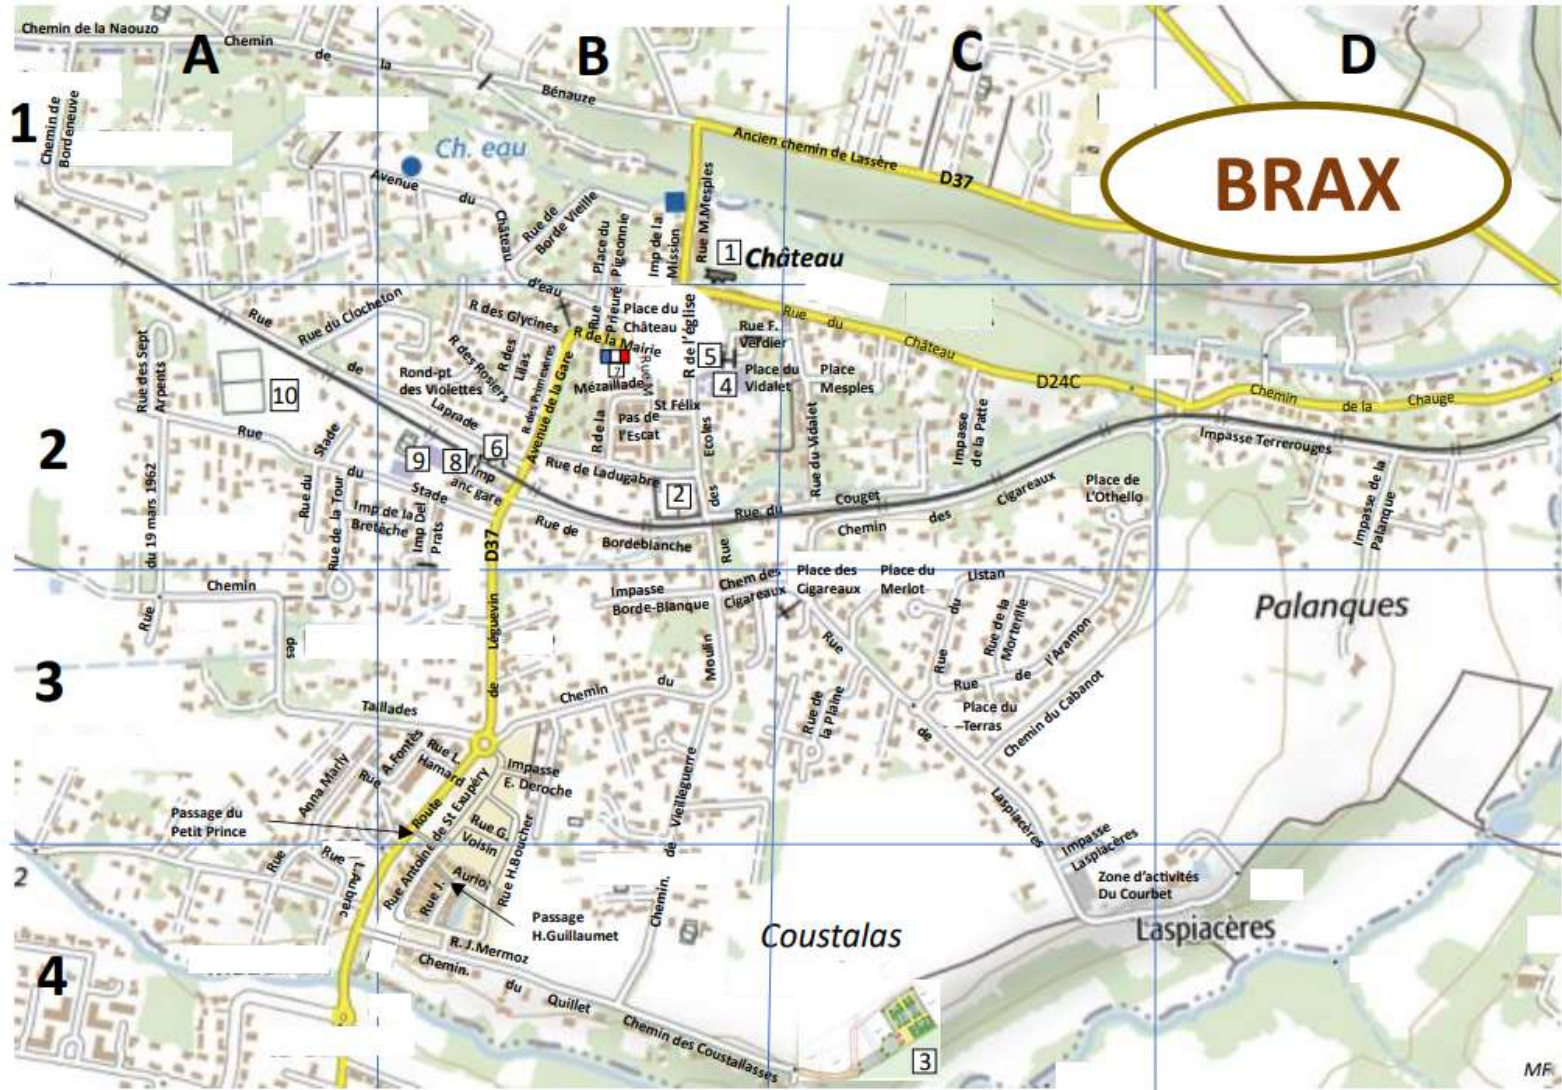 Chemin de la Naouzo
A
Chemin
de
la
B
C
D
1
Chemin de
Bordeneuve
Bénauze
Ch. eau
Avenue
du
Château
d'eau
Rue de
Borde Vieille
Place du
Pigeonnie
Imp de la
Mission
Rue M.Mesples
1
Château
Ancien chemin de Lassère
D37
BRAX
2
Rue
de
Laprade
Rue du Clocheton
R des Glycines
R des Rosiers
R des
Lilas
R des Primevères
Rond-pt
des Violettes
Rue
Prieuré
Place du
Château
R de la Mairie
7
Rue M
Mézaillade
R de l'église
Rue F.
Verdier
5
4
Place du
Vidalet
Place
Mesples
Rue du
Château
D24C
Chemin
de la
Chauge
Rue des Sept
Arpents
10
Avenue de la Gare
St Félix
Pas de
l'Escat
R de la
Rue de Ladugabre
Ecoles
des
Rue
2
Rue du Vidalet
Impasse
de la Patte
Impasse Terrerouges
Impasse de la
Palanque
Rue
du
Stade
Rue du
Stade
9
8
6
Imp
anc gare
Rue de la Tour
Imp de la
Bretèche
Imp Del
Prats
D37
Rue de
Bordeblanche
Rue du
Couget
Chemin
des
Cigareaux
Place de
L'Othello
du 19 mars 1962
Rue
3
Chemin
des
Taillades
Impasse
Borde-Blanque
Chem des
Cigareaux
Place des
Cigareaux
Place du
Merlot
Listan
du
Rue
Rue de la
Morterille
Rue
de
l'Aramon
Place du
Terras
Chemin du Cabanot
Palanques
Léguevin
de
Route
Chemin
du
Moulin
Rue de
la Plaine
Rue
de
Laspiacères
Rue
A.Fontès
Rue L.
Hamard
Anna Marly
Rue
Impasse
E. Deroche
Passage du
Petit Prince
Rue Antoine de St Exupéry
Rue G.
Voisin
Rue H.Boucher
Chemin. de Vieilleguerre
Impasse
Laspiacères
4
2
Rue
L.Aubrac
Rue J.
Auriol
Passage
H.Guillaumet
R. J.Mermoz
Chemin.
du
Quillet
Chemin des Coustallasses
Coustalas
Zone d'activités
Du Courbet
Laspiacères
3
MF